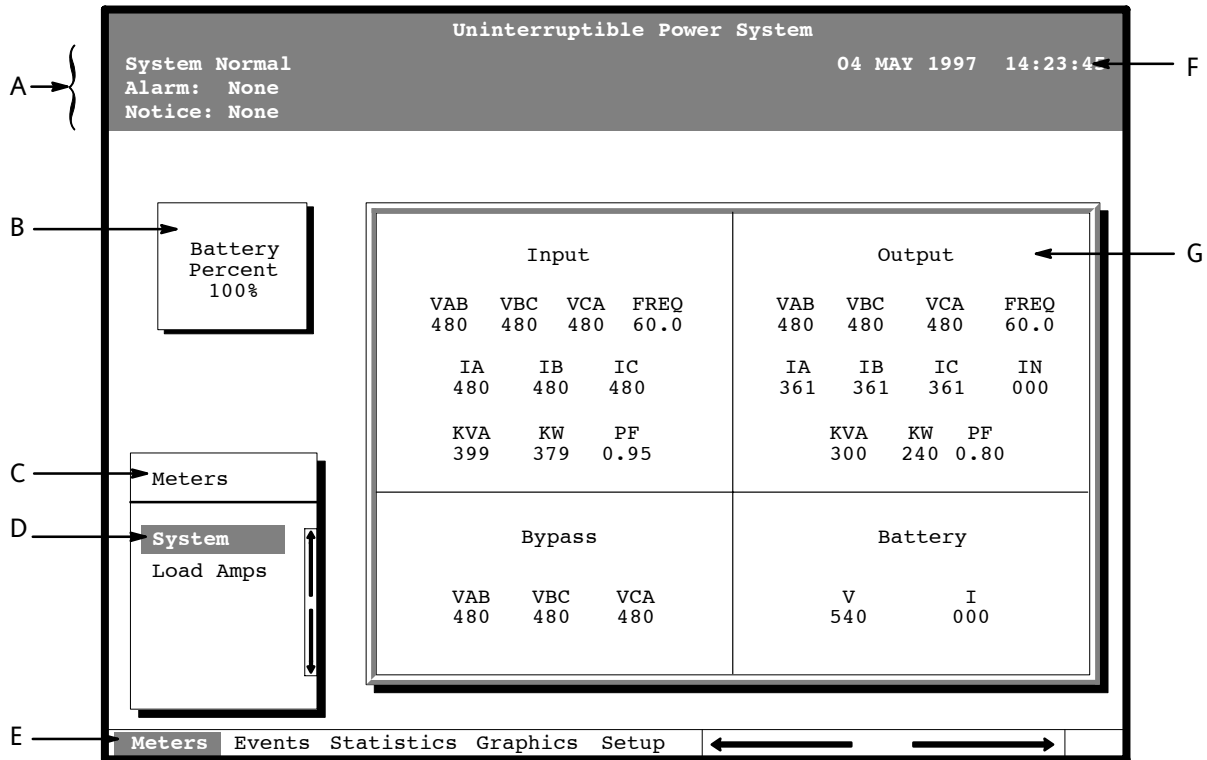 Uninterruptible Power System
System Normal 04 MAY 1997 14:23:45
Alarm: None
Notice: None
A
F
B
Battery
Percent
100%
Input
VAB VBC VCA FREQ
480 480 480 60.0
IA IB IC
480 480 480
KVA KW PF
399 379 0.95
Output
VAB VBC VCA FREQ
480 480 480 60.0
IA IB IC IN
361 361 361 000
KVA KW PF
300 240 0.80
G
C
Meters
D
System
Load Amps
Bypass
VAB VBC VCA
480 480 480
Battery
V I
540 000
E
Meters Events Statistics Graphics Setup